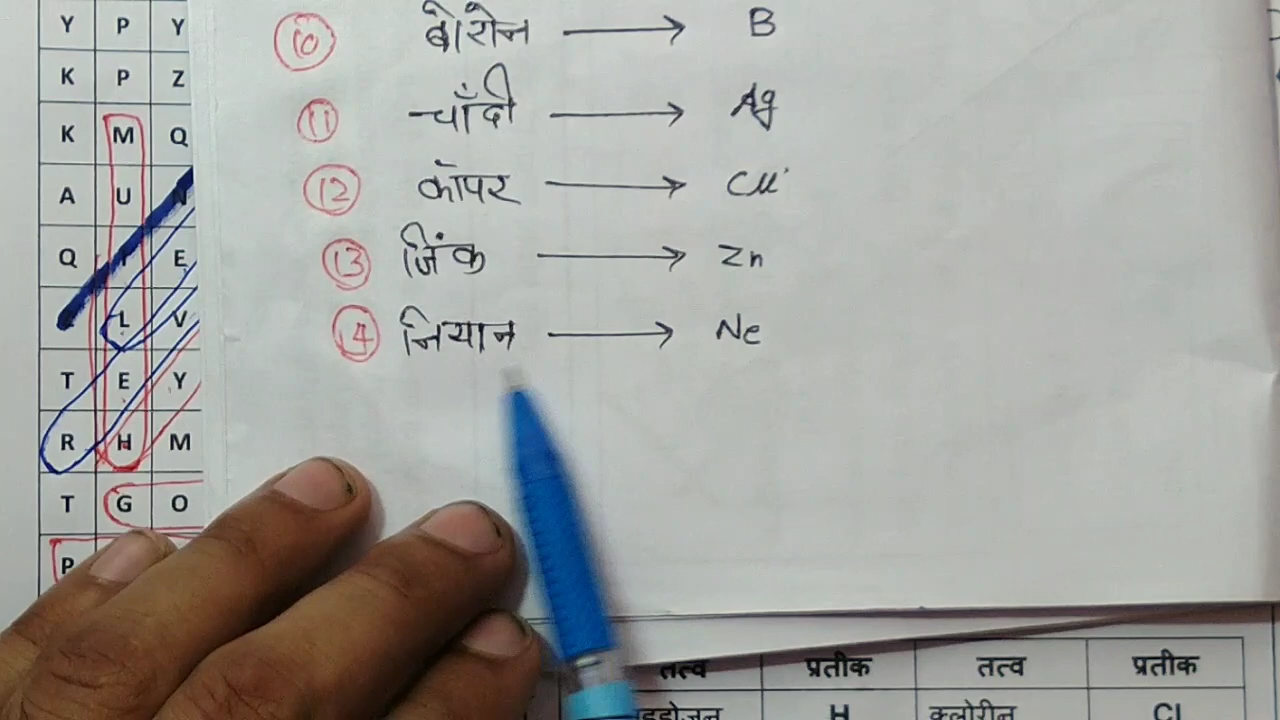 Y P Y
K P Z
K M Q
A U N
Q I E
L V
T E Y
R H M
T G O
P
10 बोरोन → B
11 चाँदी → Ag
12 कॉपर → Cu
13 जिंक → Zn
14 नियान → Ne
तत्व प्रतीक तत्व प्रतीक
H क्लोरीन Cl